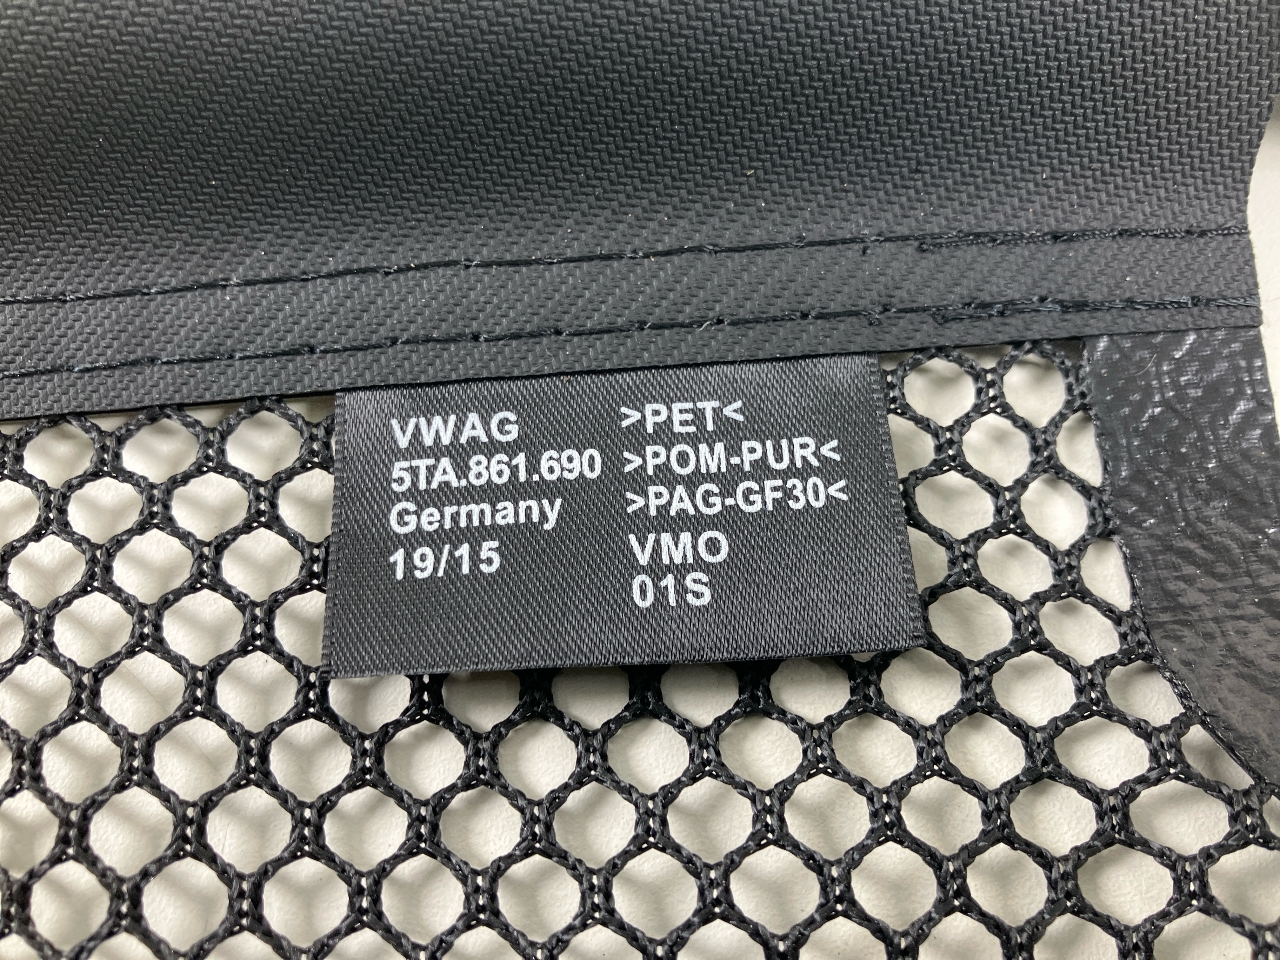 VWAG
5TA.861.690
Germany
19/15
>PET<
>POM-PUR<
>PAG-GF30<
VMO
01S